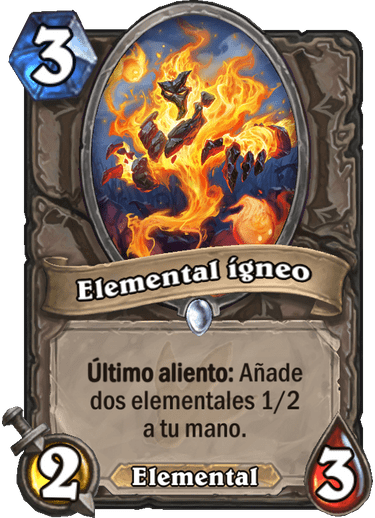 3
Elemental ígneo
Último aliento: Añade
dos elementales 1/2
a tu mano.
2
Elemental
3